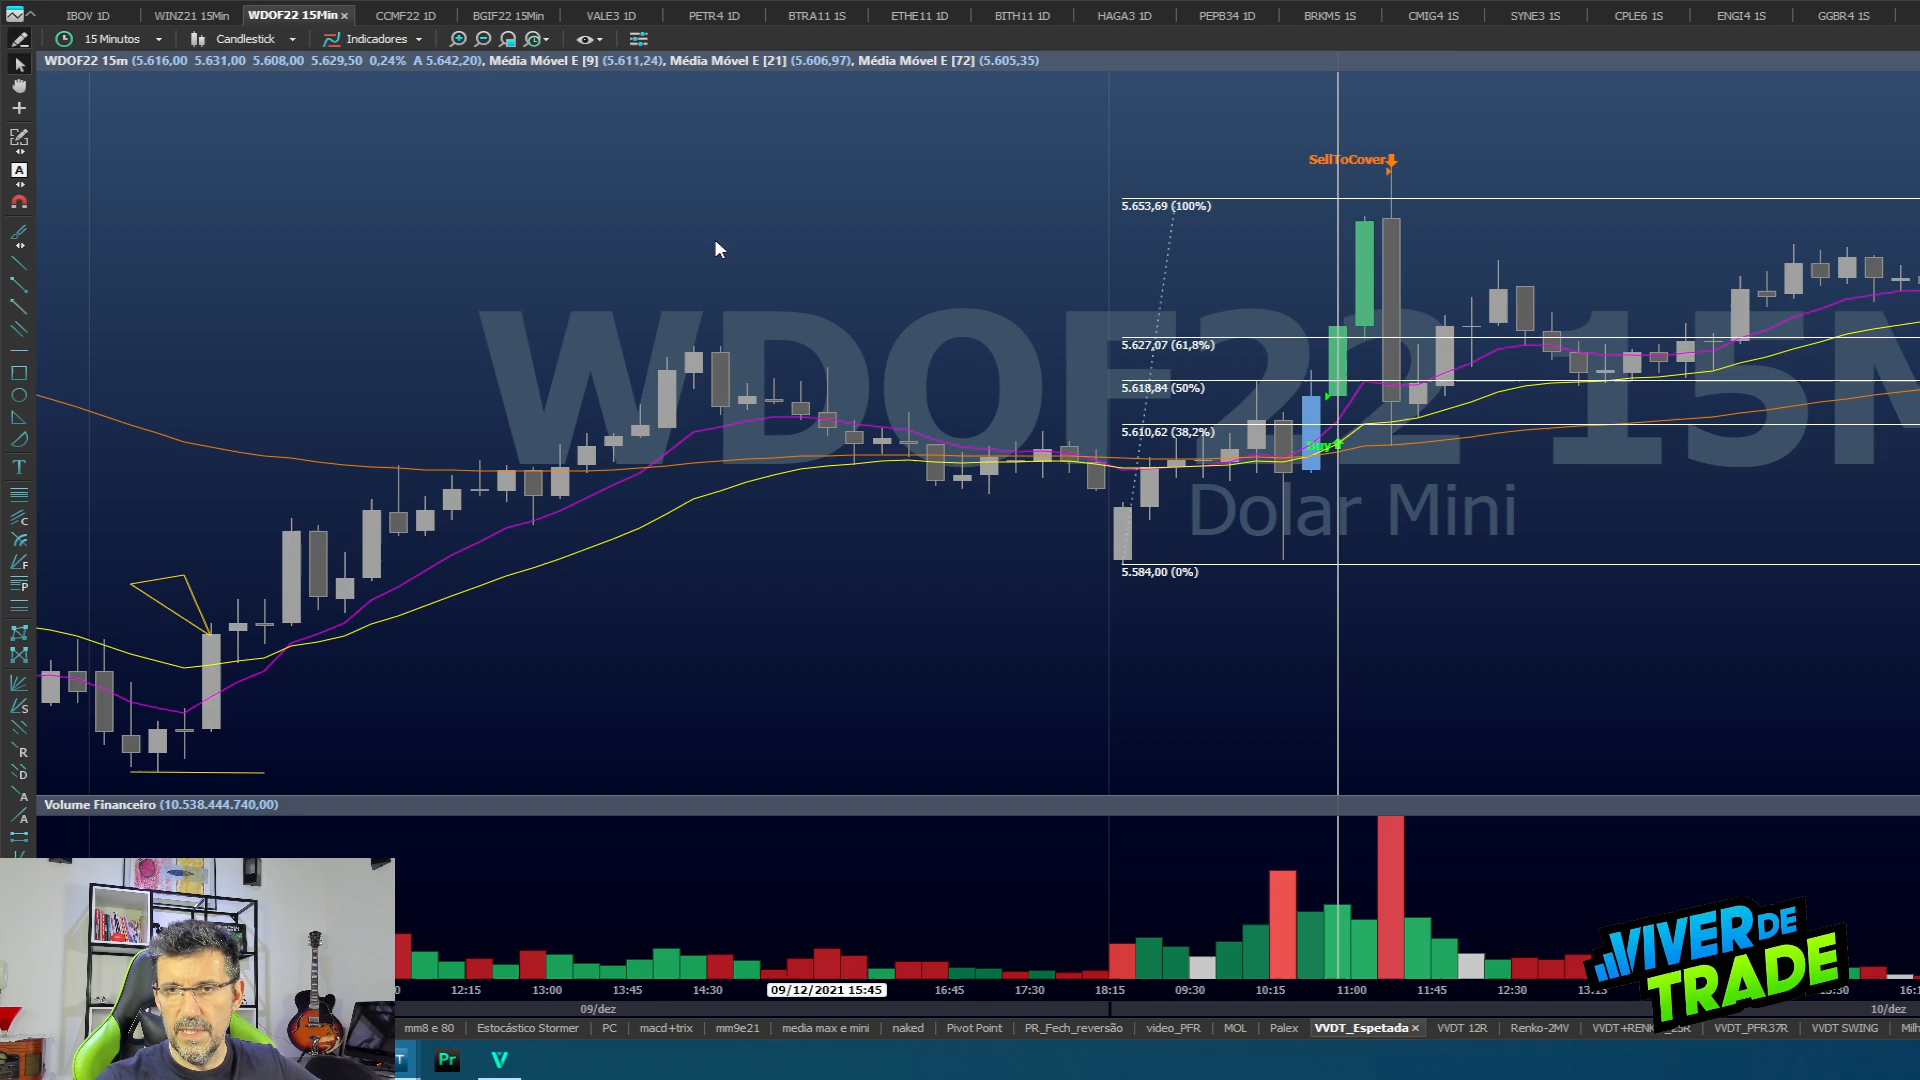 IBOV 1D WINZ21 15Min WDOF22 15Min CCMF22 1D BGIF22 15Min VALE3 1D PETR4 1D BTRA11 1S ETHE11 1D BITH11 1D HAGA3 1D PEPB34 1D BRKM5 1S CMIG4 1S SYNE3 1S CPLE6 1S ENGI4 1S GGBR4 1S
15 Minutos Candlestick Indicadores
WDOF22 15m (5.616,00 5.631,00 5.608,00 5.629,50 0,24% A 5.642,20), Média Móvel E [9] (5.611,24), Média Móvel E [21] (5.606,97), Média Móvel E [72] (5.605,35)
SellToCover
5.653,69 (100%)
5.627,07 (61,8%)
5.618,84 (50%)
5.610,62 (38,2%)
Buy
5.584,00 (0%)
WDOF22 15M
Dolar Mini
Volume Financeiro (10.538.444.740,00)
12:15 13:00 13:45 14:30 09/12/2021 15:45 16:45 17:30 18:15 09:30 10:15 11:00 11:45 12:30
09/dez 10/dez
mm8 e 80 Estocástico Stormer PC macd+trix mm9e21 media max e mini naked Pivot Point PR_Fech_reversão video_PFR MOL Palex VVDT_Espetada VVDT 12R Renko-2MV VVDT_PFR37R VVDT SWING
VIVER DE
TRADE
Pr